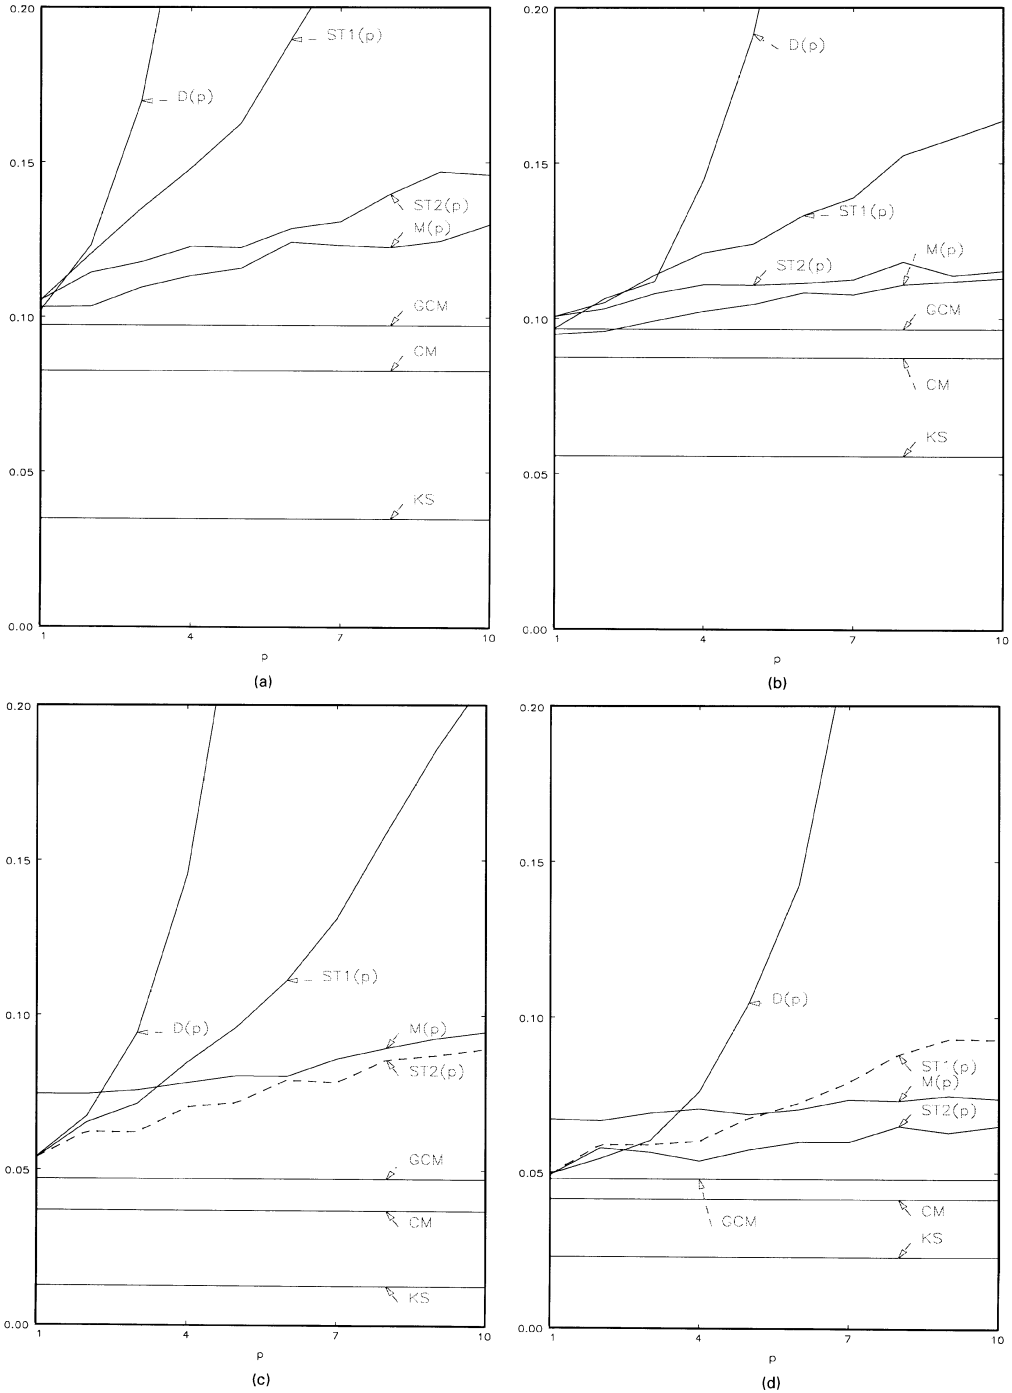 0.20
ST1(p)
D(p)
0.15
ST2(p)
M(p)
0.10
GCM
CM
0.05
KS
0.00
1
4
7
10
p
(a)
0.20
D(p)
0.15
ST1(p)
M(p)
ST2(p)
0.10
GCM
CM
KS
0.05
0.00
1
4
7
10
p
(b)
0.20
0.15
ST1(p)
0.10
D(p)
M(p)
ST2(p)
0.05
GCM
CM
KS
0.00
1
4
7
10
p
(c)
0.20
0.15
0.10
D(p)
ST1(p)
M(p)
ST2(p)
0.05
GCM
CM
KS
0.00
1
4
7
10
p
(d)